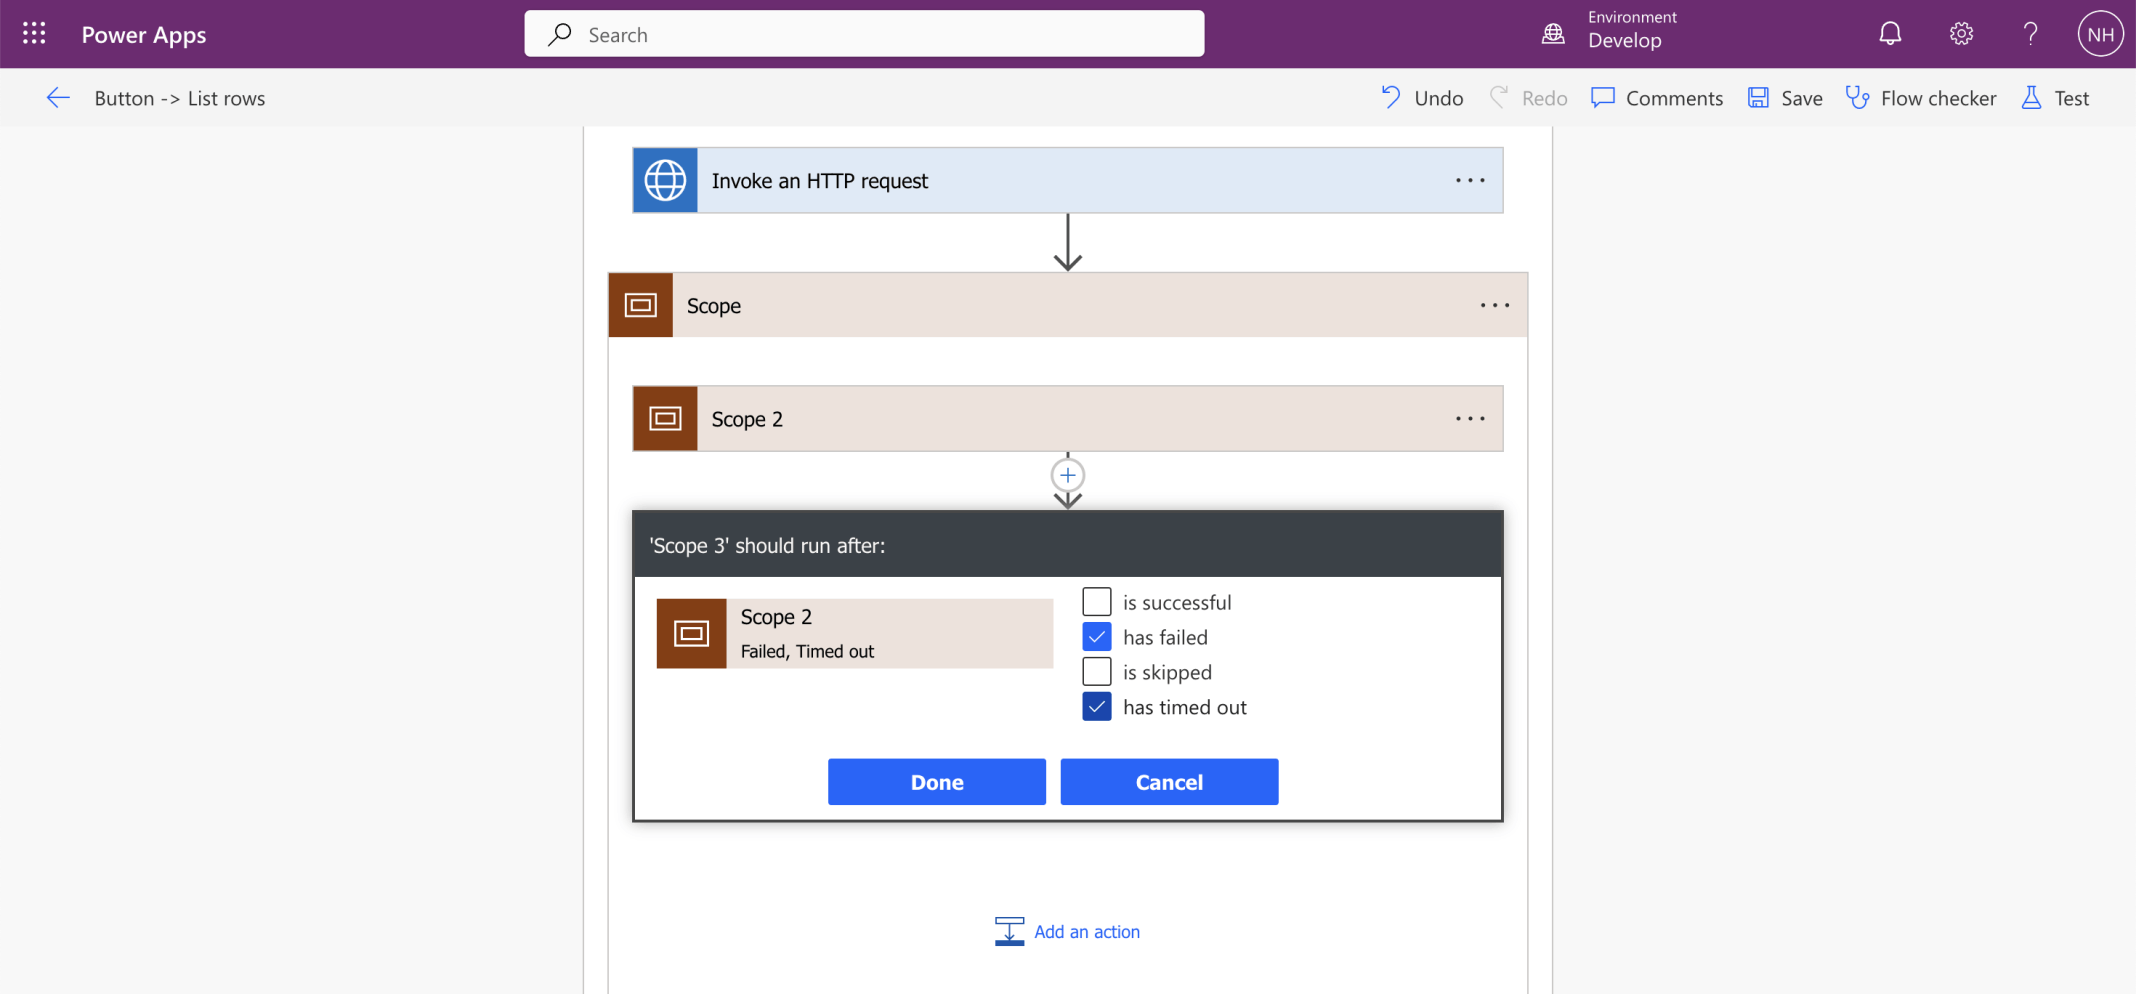 Power Apps
Search
Environment
Develop
NH
Button -> List rows
Undo
Redo
Comments
Save
Flow checker
Test
Invoke an HTTP request
Scope
Scope 2
'Scope 3' should run after:
Scope 2
Failed, Timed out
is successful
has failed
is skipped
has timed out
Done
Cancel
Add an action